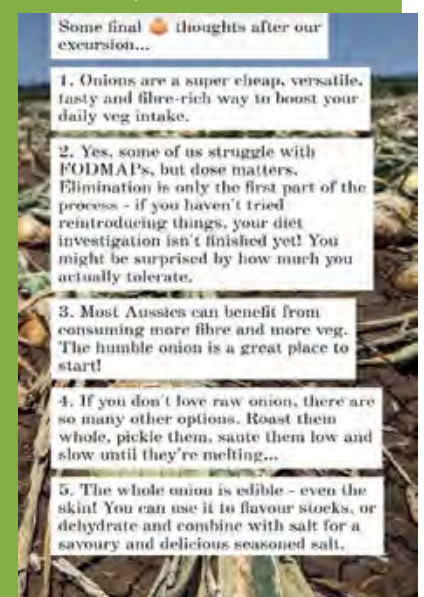 Some final 🧅 thoughts after our
excursion...
1. Onions are a super cheap, versatile,
tasty and fibre-rich way to boost your
daily veg intake.
2. Yes, some of us struggle with
FODMAPs, but dose matters.
Elimination is only the first part of the
process - if you haven't tried
reintroducing things, your diet
investigation isn't finished yet! You
might be surprised by how much you
actually tolerate.
3. Most Aussies can benefit from
consuming more fibre and more veg.
The humble onion is a great place to
start!
4. If you don't love raw onion, there are
so many other options. Roast them
whole, pickle them, saute them low and
slow until they're melting...
5. The whole onion is edible - even the
skin! You can use it to flavour stocks, or
dehydrate and combine with salt for a
savoury and delicious seasoned salt.